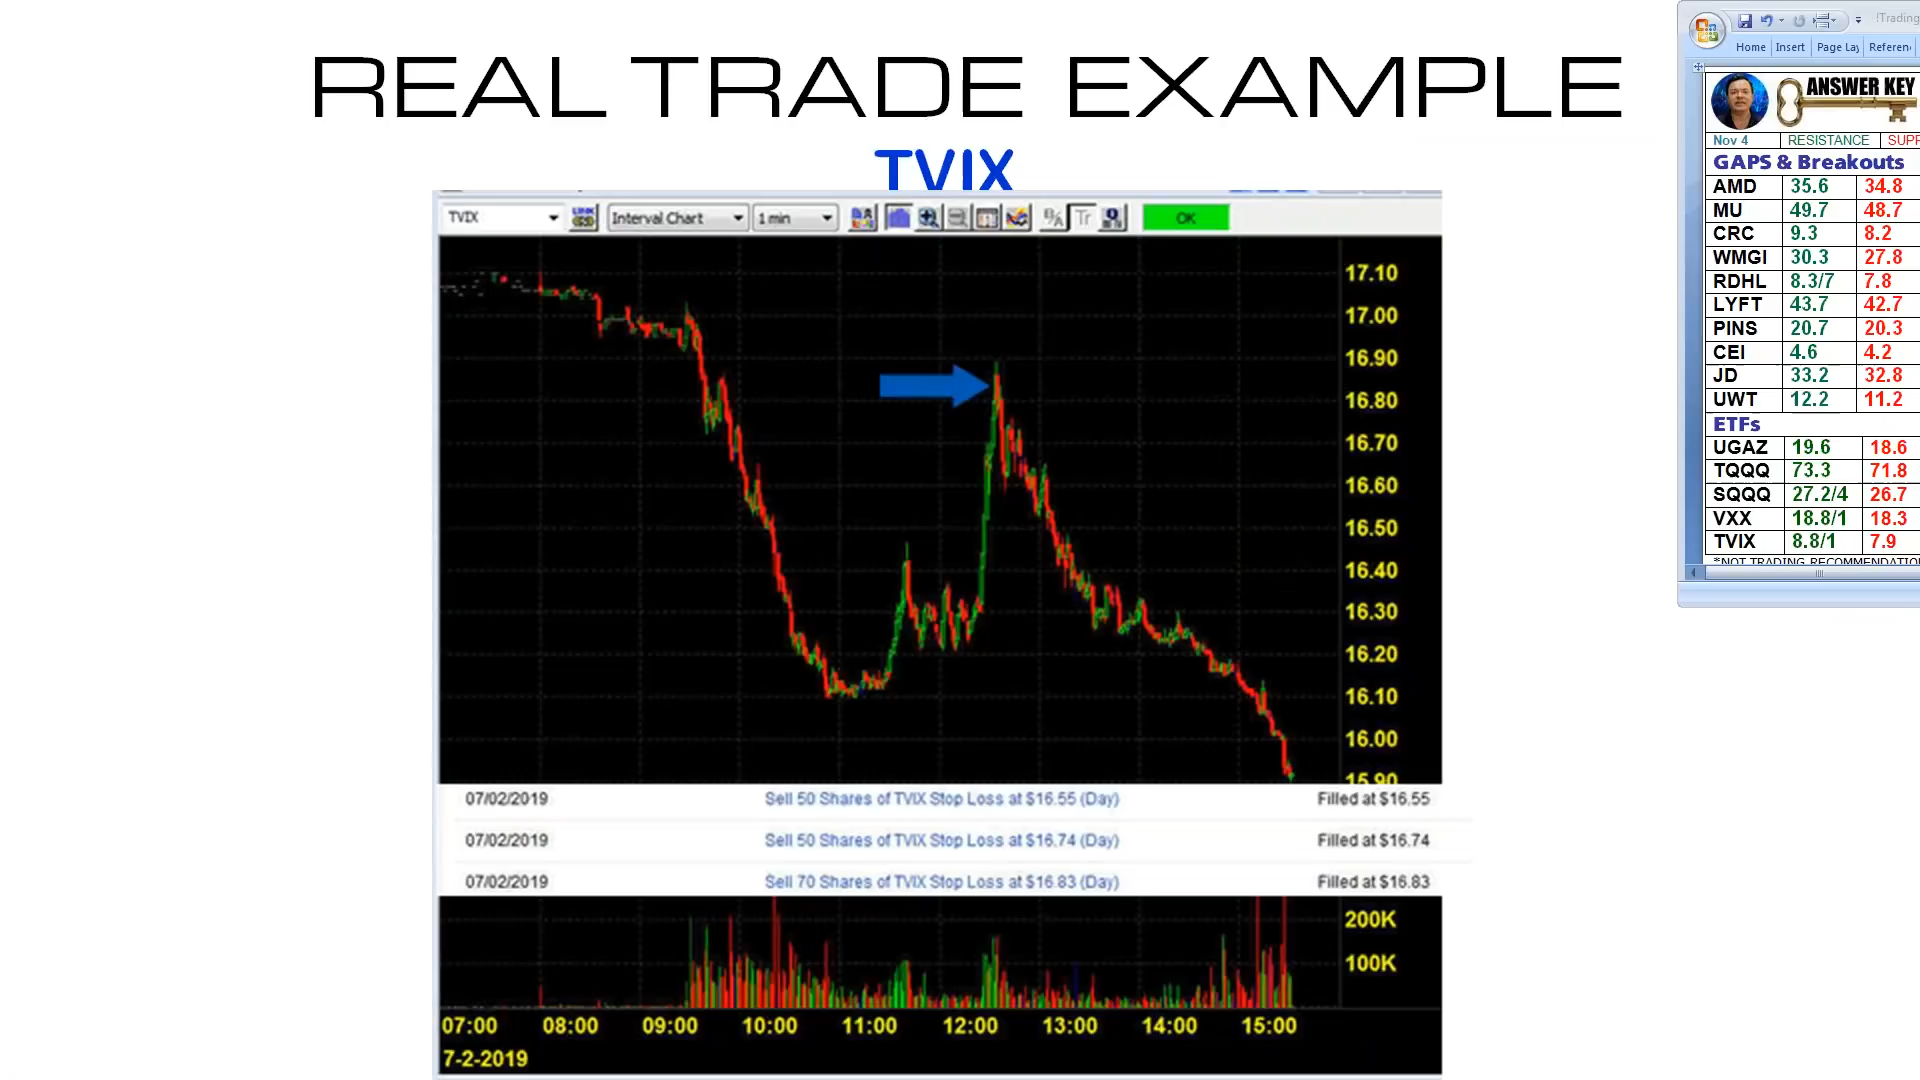 REAL TRADE EXAMPLE
TVIX
TVIX LINK Interval Chart 1 min Tr OK
17.10
17.00
16.90
16.80
16.70
16.60
16.50
16.40
16.30
16.20
16.10
16.00
15.90
07/02/2019 Sell 50 Shares of TVIX Stop Loss at $16.55 (Day) Filled at $16.55
07/02/2019 Sell 50 Shares of TVIX Stop Loss at $16.74 (Day) Filled at $16.74
07/02/2019 Sell 70 Shares of TVIX Stop Loss at $16.83 (Day) Filled at $16.83
200K
100K
07:00 08:00 09:00 10:00 11:00 12:00 13:00 14:00 15:00
7-2-2019
!Trading
Home Insert Page Lay Referen
ANSWER KEY
Nov 4 RESISTANCE SUPP
GAPS & Breakouts
AMD 35.6 34.8
MU 49.7 48.7
CRC 9.3 8.2
WMGI 30.3 27.8
RDHL 8.3/7 7.8
LYFT 43.7 42.7
PINS 20.7 20.3
CEI 4.6 4.2
JD 33.2 32.8
UWT 12.2 11.2
ETFs
UGAZ 19.6 18.6
TQQQ 73.3 71.8
SQQQ 27.2/4 26.7
VXX 18.8/1 18.3
TVIX 8.8/1 7.9
*NOT TRADING RECOMMENDATIO